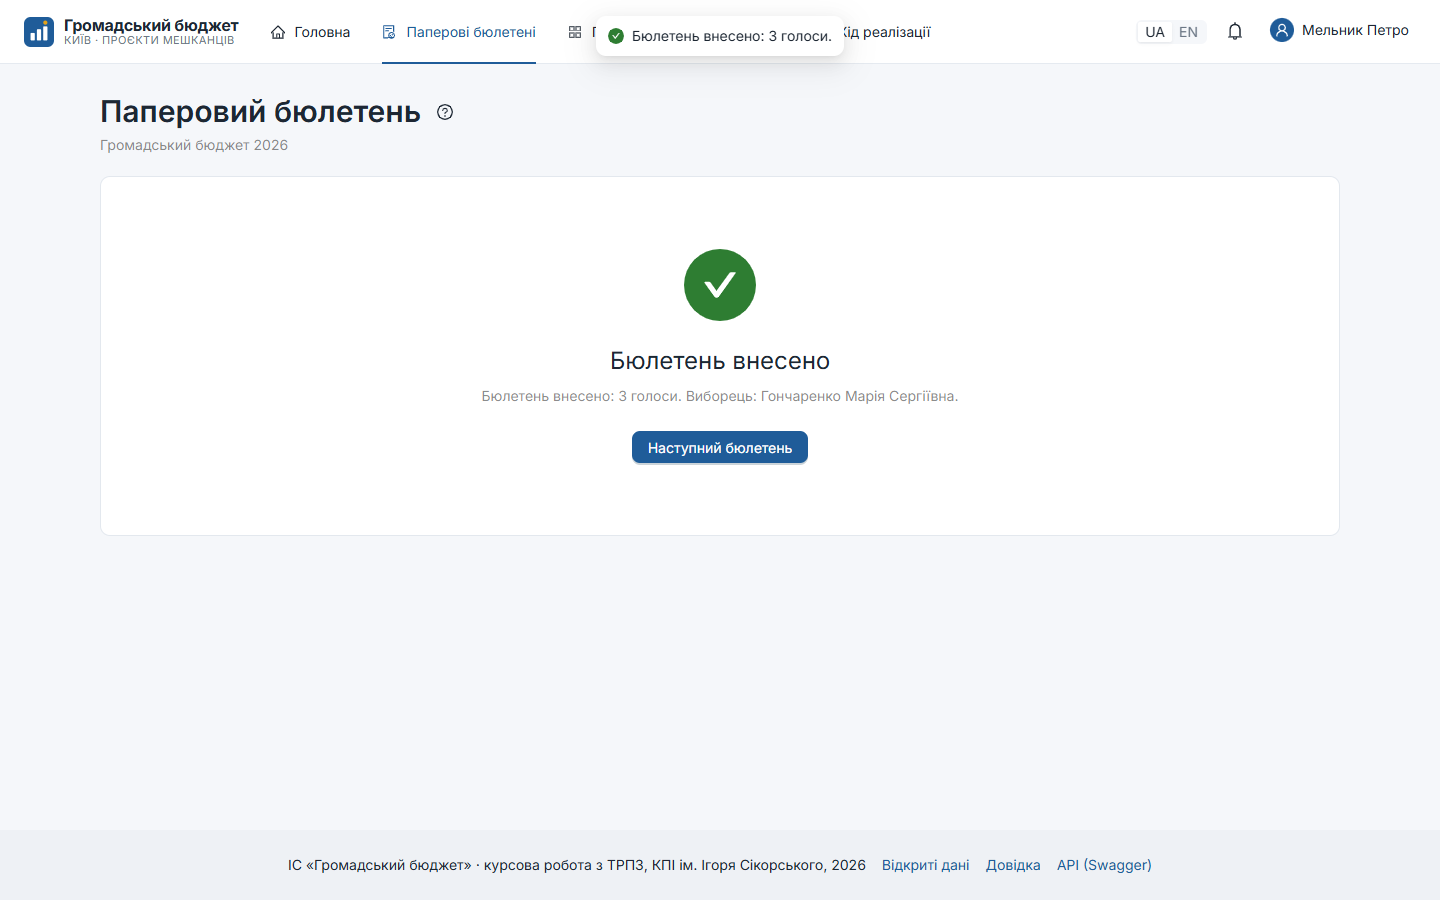 Громадський бюджет
КИЇВ · ПРОЄКТИ МЕШКАНЦІВ
Головна
Паперові бюлетені
Бюлетень внесено: 3 голоси.
Хід реалізації
UA EN
Мельник Петро
Паперовий бюлетень
Громадський бюджет 2026
Бюлетень внесено
Бюлетень внесено: 3 голоси. Виборець: Гончаренко Марія Сергіївна.
Наступний бюлетень
ІС «Громадський бюджет» · курсова робота з ТРПЗ, КПІ ім. Ігоря Сікорського, 2026 Відкриті дані Довідка API (Swagger)